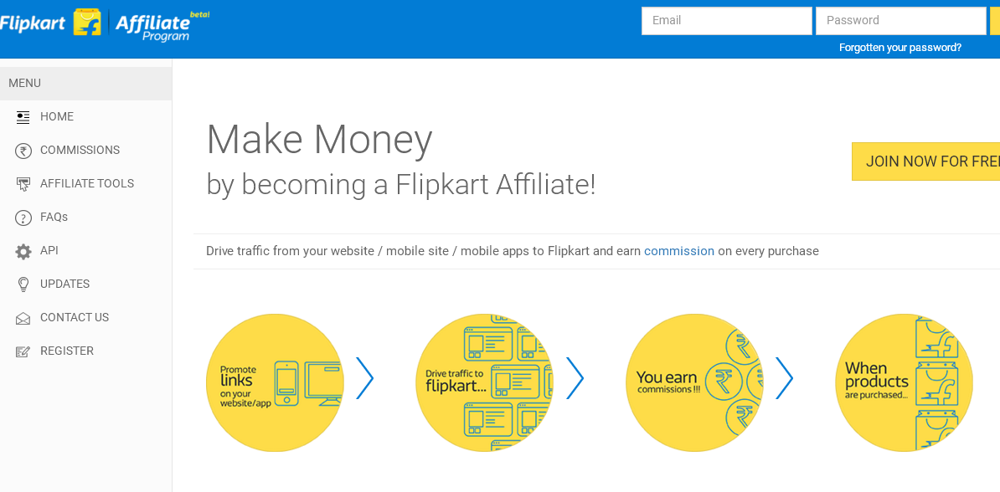 Flipkart Affiliate beta!
Program
Email
Password
Forgotten your password?
MENU
HOME
COMMISSIONS
AFFILIATE TOOLS
FAQs
API
UPDATES
CONTACT US
REGISTER
Make Money
by becoming a Flipkart Affiliate!
JOIN NOW FOR FREE
Drive traffic from your website / mobile site / mobile apps to Flipkart and earn commission on every purchase
Promote
links
on your
website/app
Drive traffic to
flipkart...
You earn
commissions !!!
When
products
are purchased...